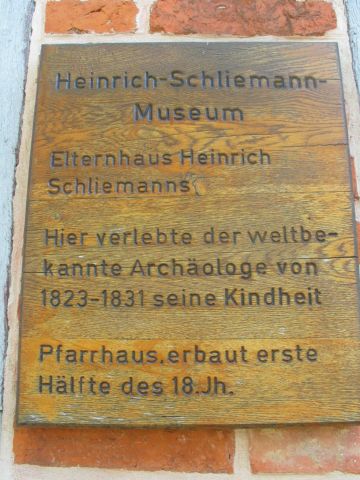 Heinrich-Schliemann-
Museum
Elternhaus Heinrich
Schliemanns
Hier verlebte der weltbe-
kannte Archäologe von
1823-1831 seine Kindheit
Pfarrhaus,erbaut erste
Hälfte des 18.Jh.